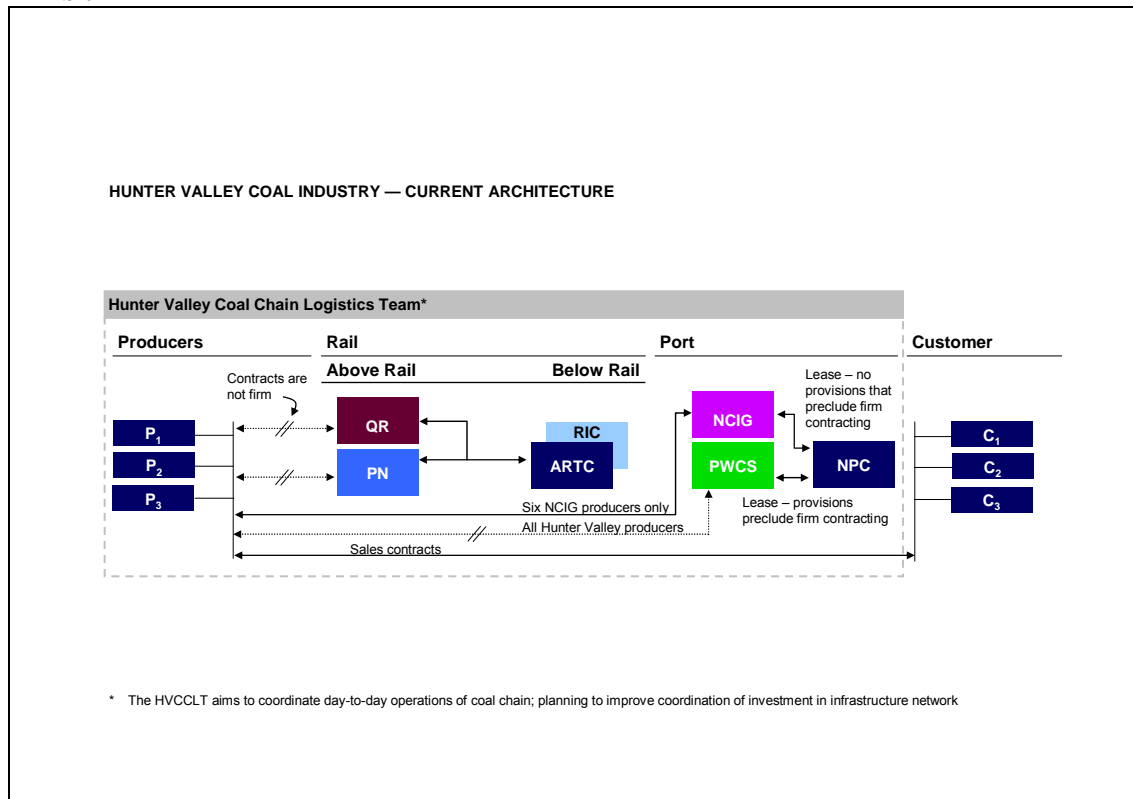 HUNTER VALLEY COAL INDUSTRY — CURRENT ARCHITECTURE
Hunter Valley Coal Chain Logistics Team*
Producers
Rail
Port
Customer
Above Rail
Below Rail
Contracts are
not firm
Lease – no
provisions that
preclude firm
contracting
P1
P2
P3
QR
PN
RIC
ARTC
NCIG
PWCS
NPC
C1
C2
C3
Lease – provisions
preclude firm contracting
Six NCIG producers only
All Hunter Valley producers
Sales contracts
* The HVCCLT aims to coordinate day-to-day operations of coal chain; planning to improve coordination of investment in infrastructure network